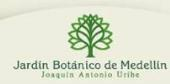 Jardín Botánico de Medellín
Joaquín Antonio Uribe